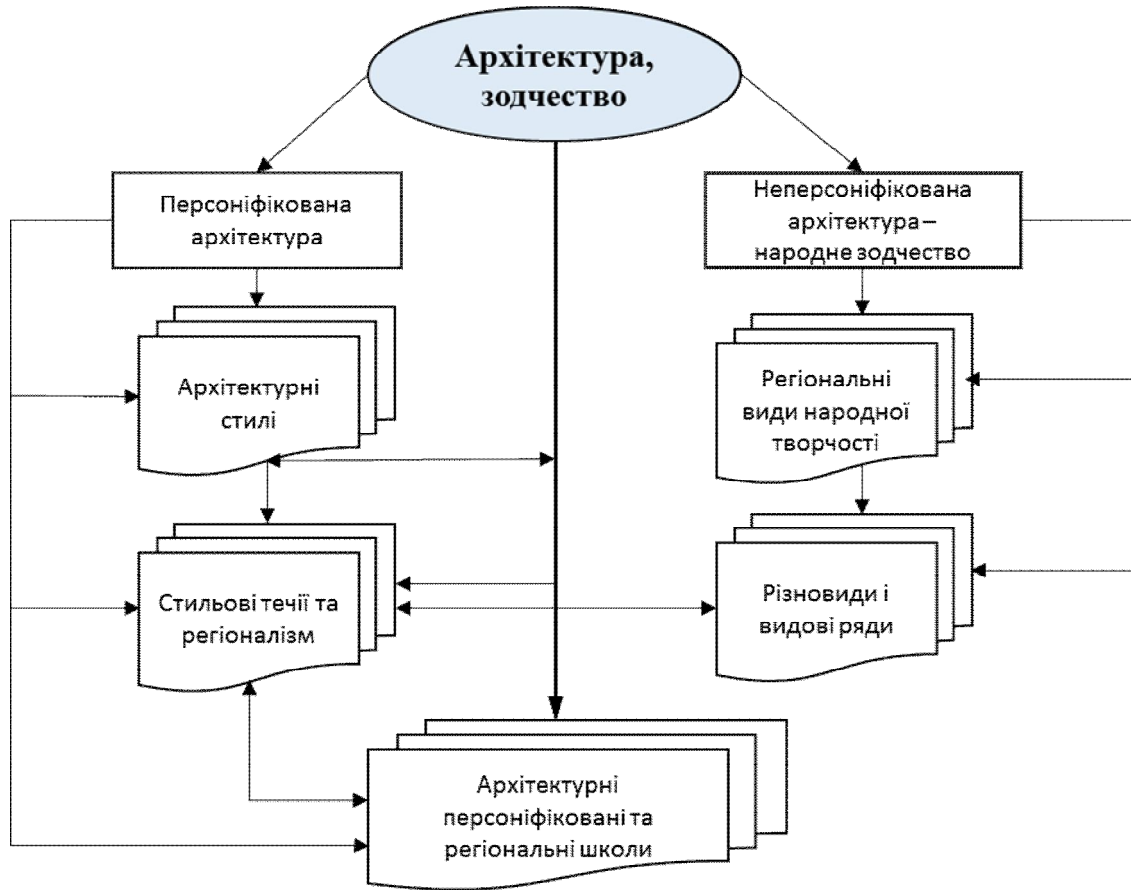 Архітектура,
зодчество
Персоніфікована
архітектура
Неперсоніфікована
архітектура –
народне зодчество
Архітектурні
стилі
Регіональні
види народної
творчості
Стильові течії та
регіоналізм
Різновиди і
видові ряди
Архітектурні
персоніфіковані та
регіональні школи